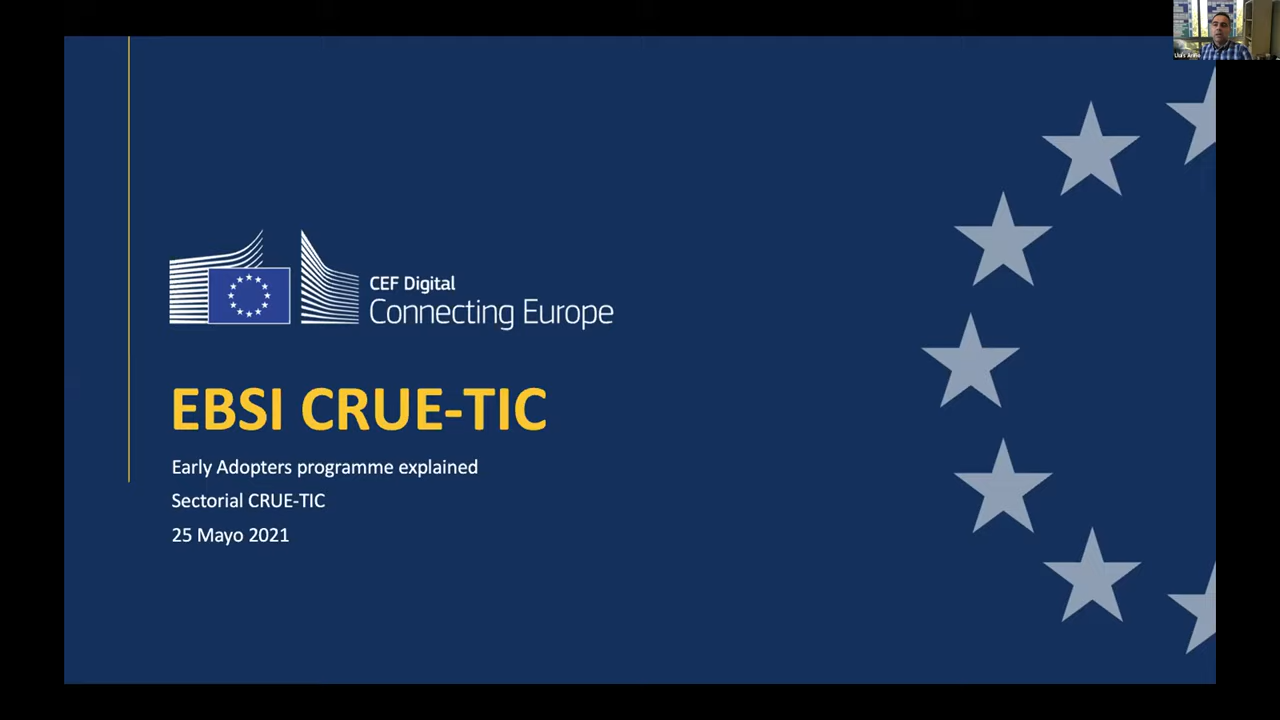 CEF Digital
Connecting Europe
EBSI CRUE-TIC
Early Adopters programme explained
Sectorial CRUE-TIC
25 Mayo 2021